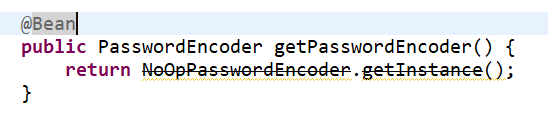 @Bean
public PasswordEncoder getPasswordEncoder() {
return NoOpPasswordEncoder.getInstance();
}